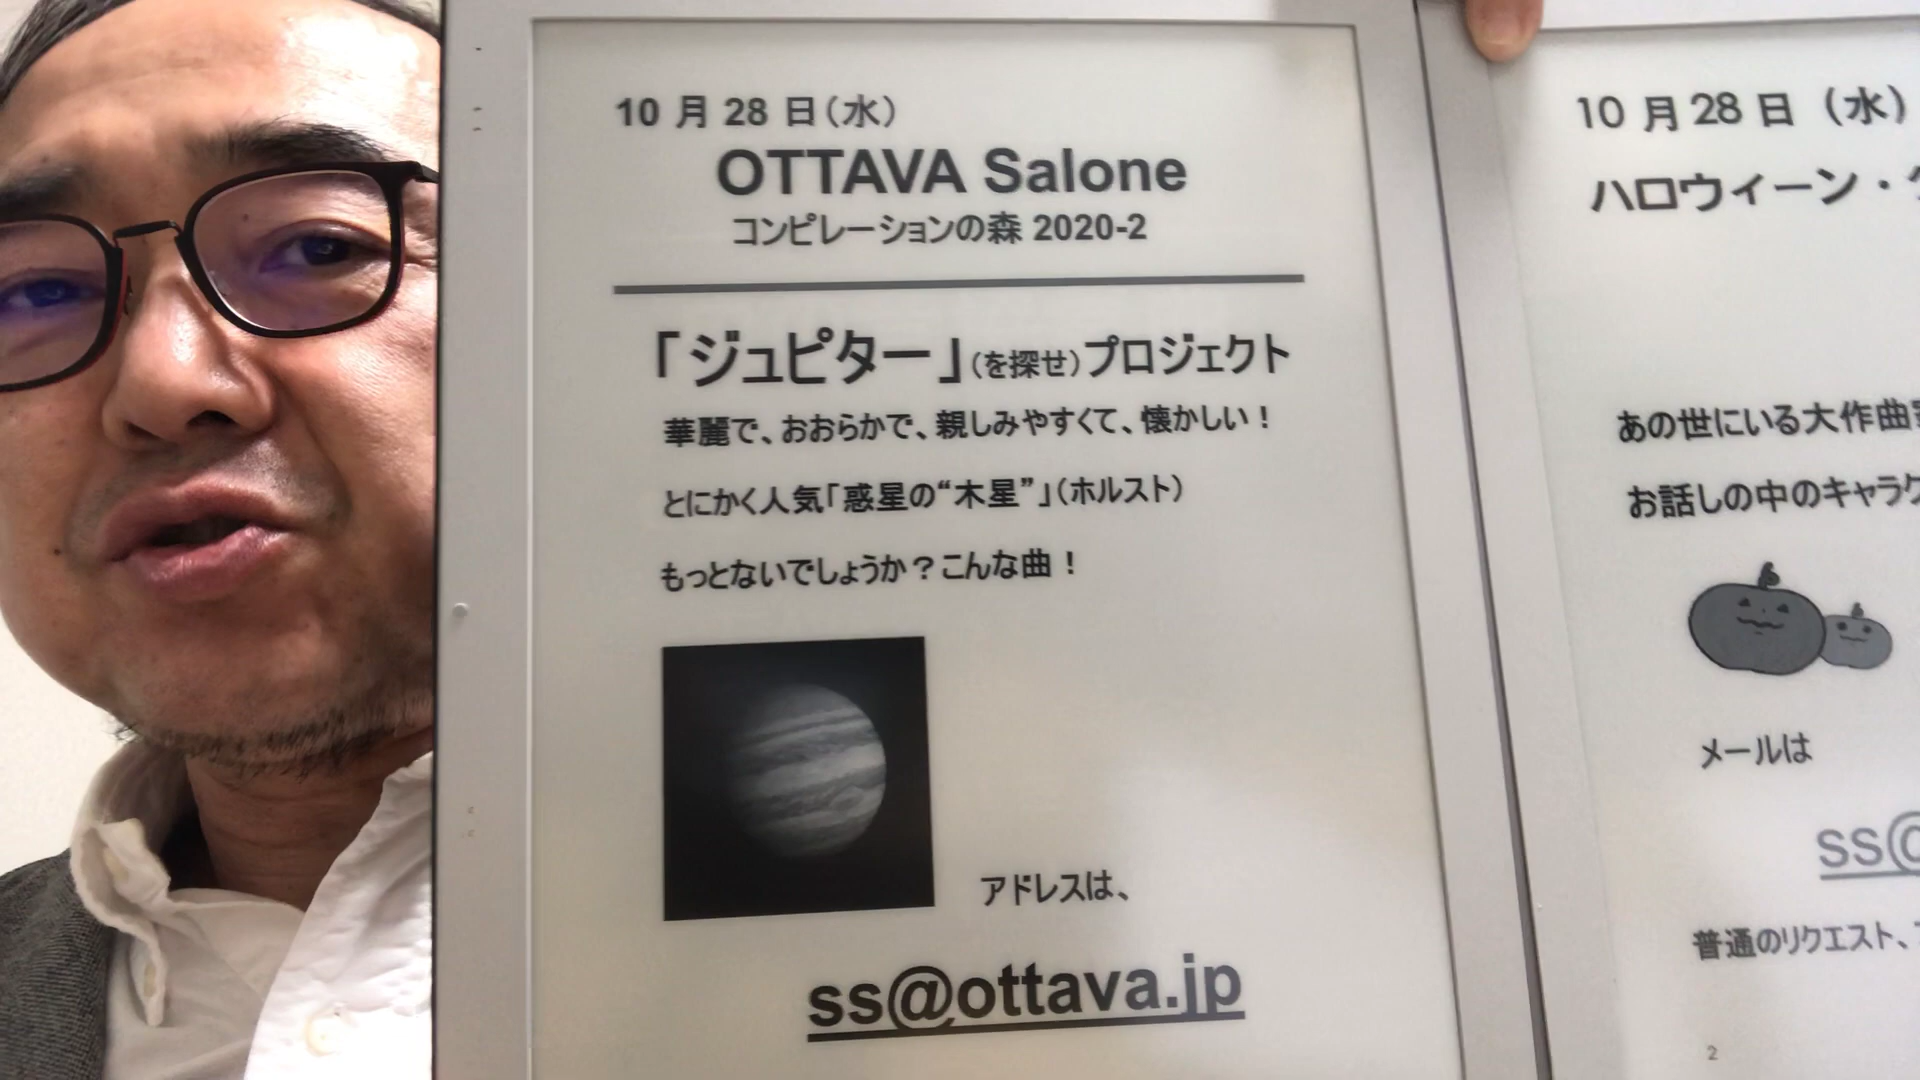 10 月 28 日（水）
OTTAVA Salone
コンピレーションの森 2020-2
「ジュピター」（を探せ）プロジェクト
華麗で、おおらかで、親しみやすくて、懐かしい！
とにかく人気「惑星の“木星”」（ホルスト）
もっとないでしょうか？こんな曲！
アドレスは、
ss@ottava.jp
10 月 28 日（水）
ハロウィーン・
あの世にいる大作曲
お話しの中のキャラク
メールは
ss@
普通のリクエスト、
2